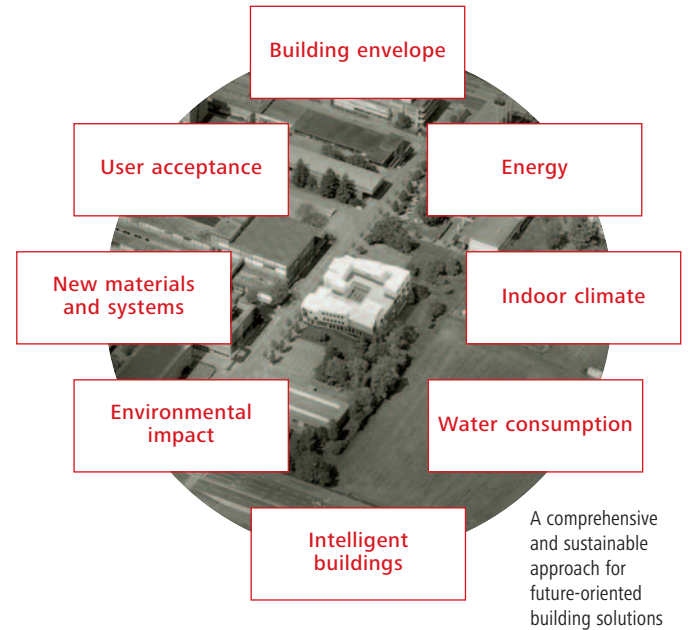 Building envelope
User acceptance
Energy
New materials
and systems
Indoor climate
Environmental
impact
Water consumption
Intelligent
buildings
A comprehensive
and sustainable
approach for
future-oriented
building solutions